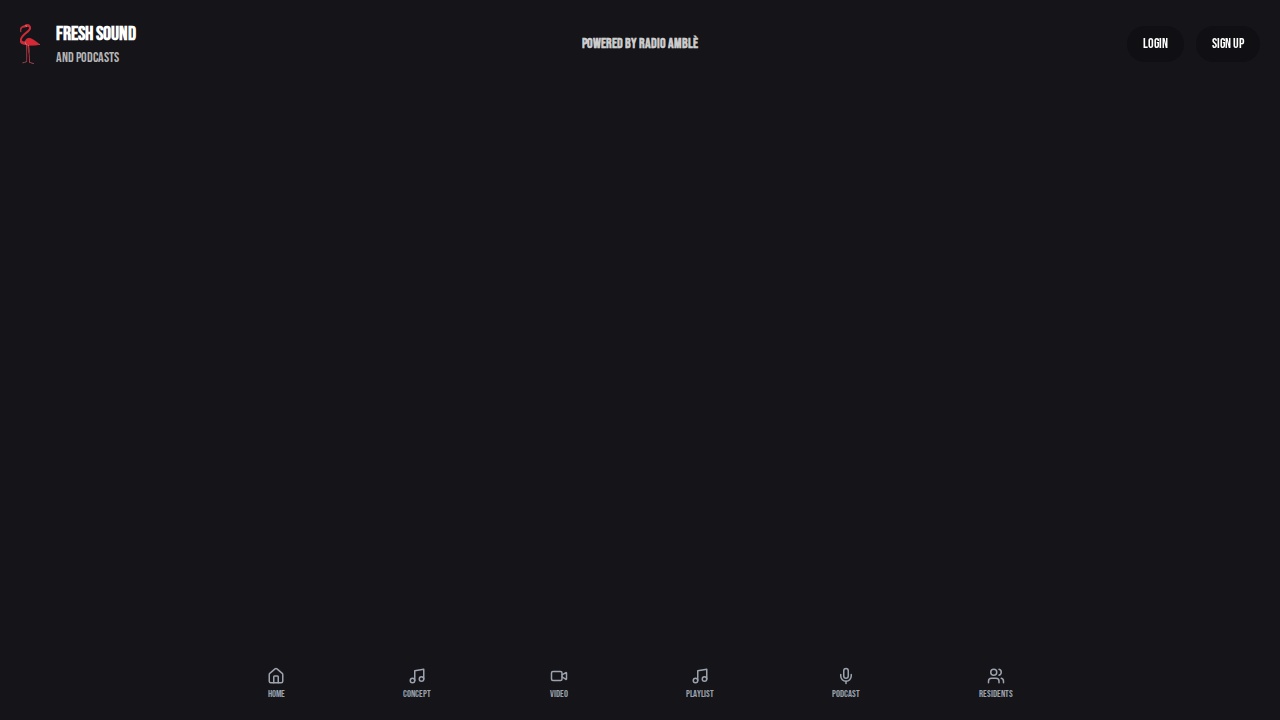 FRESH SOUND
AND PODCASTS
POWERED BY RADIO AMBLÈ
LOGIN
SIGN UP
HOME
CONCEPT
VIDEO
PLAYLIST
PODCAST
RESIDENTS